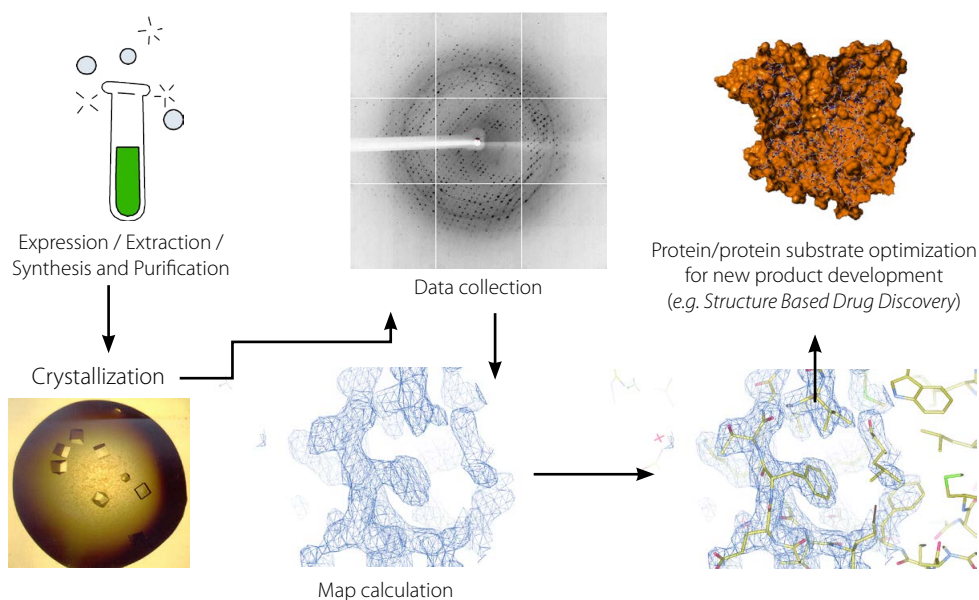 Expression / Extraction /
Synthesis and Purification
Crystallization
Data collection
Map calculation
Protein/protein substrate optimization
for new product development
(e.g. Structure Based Drug Discovery)